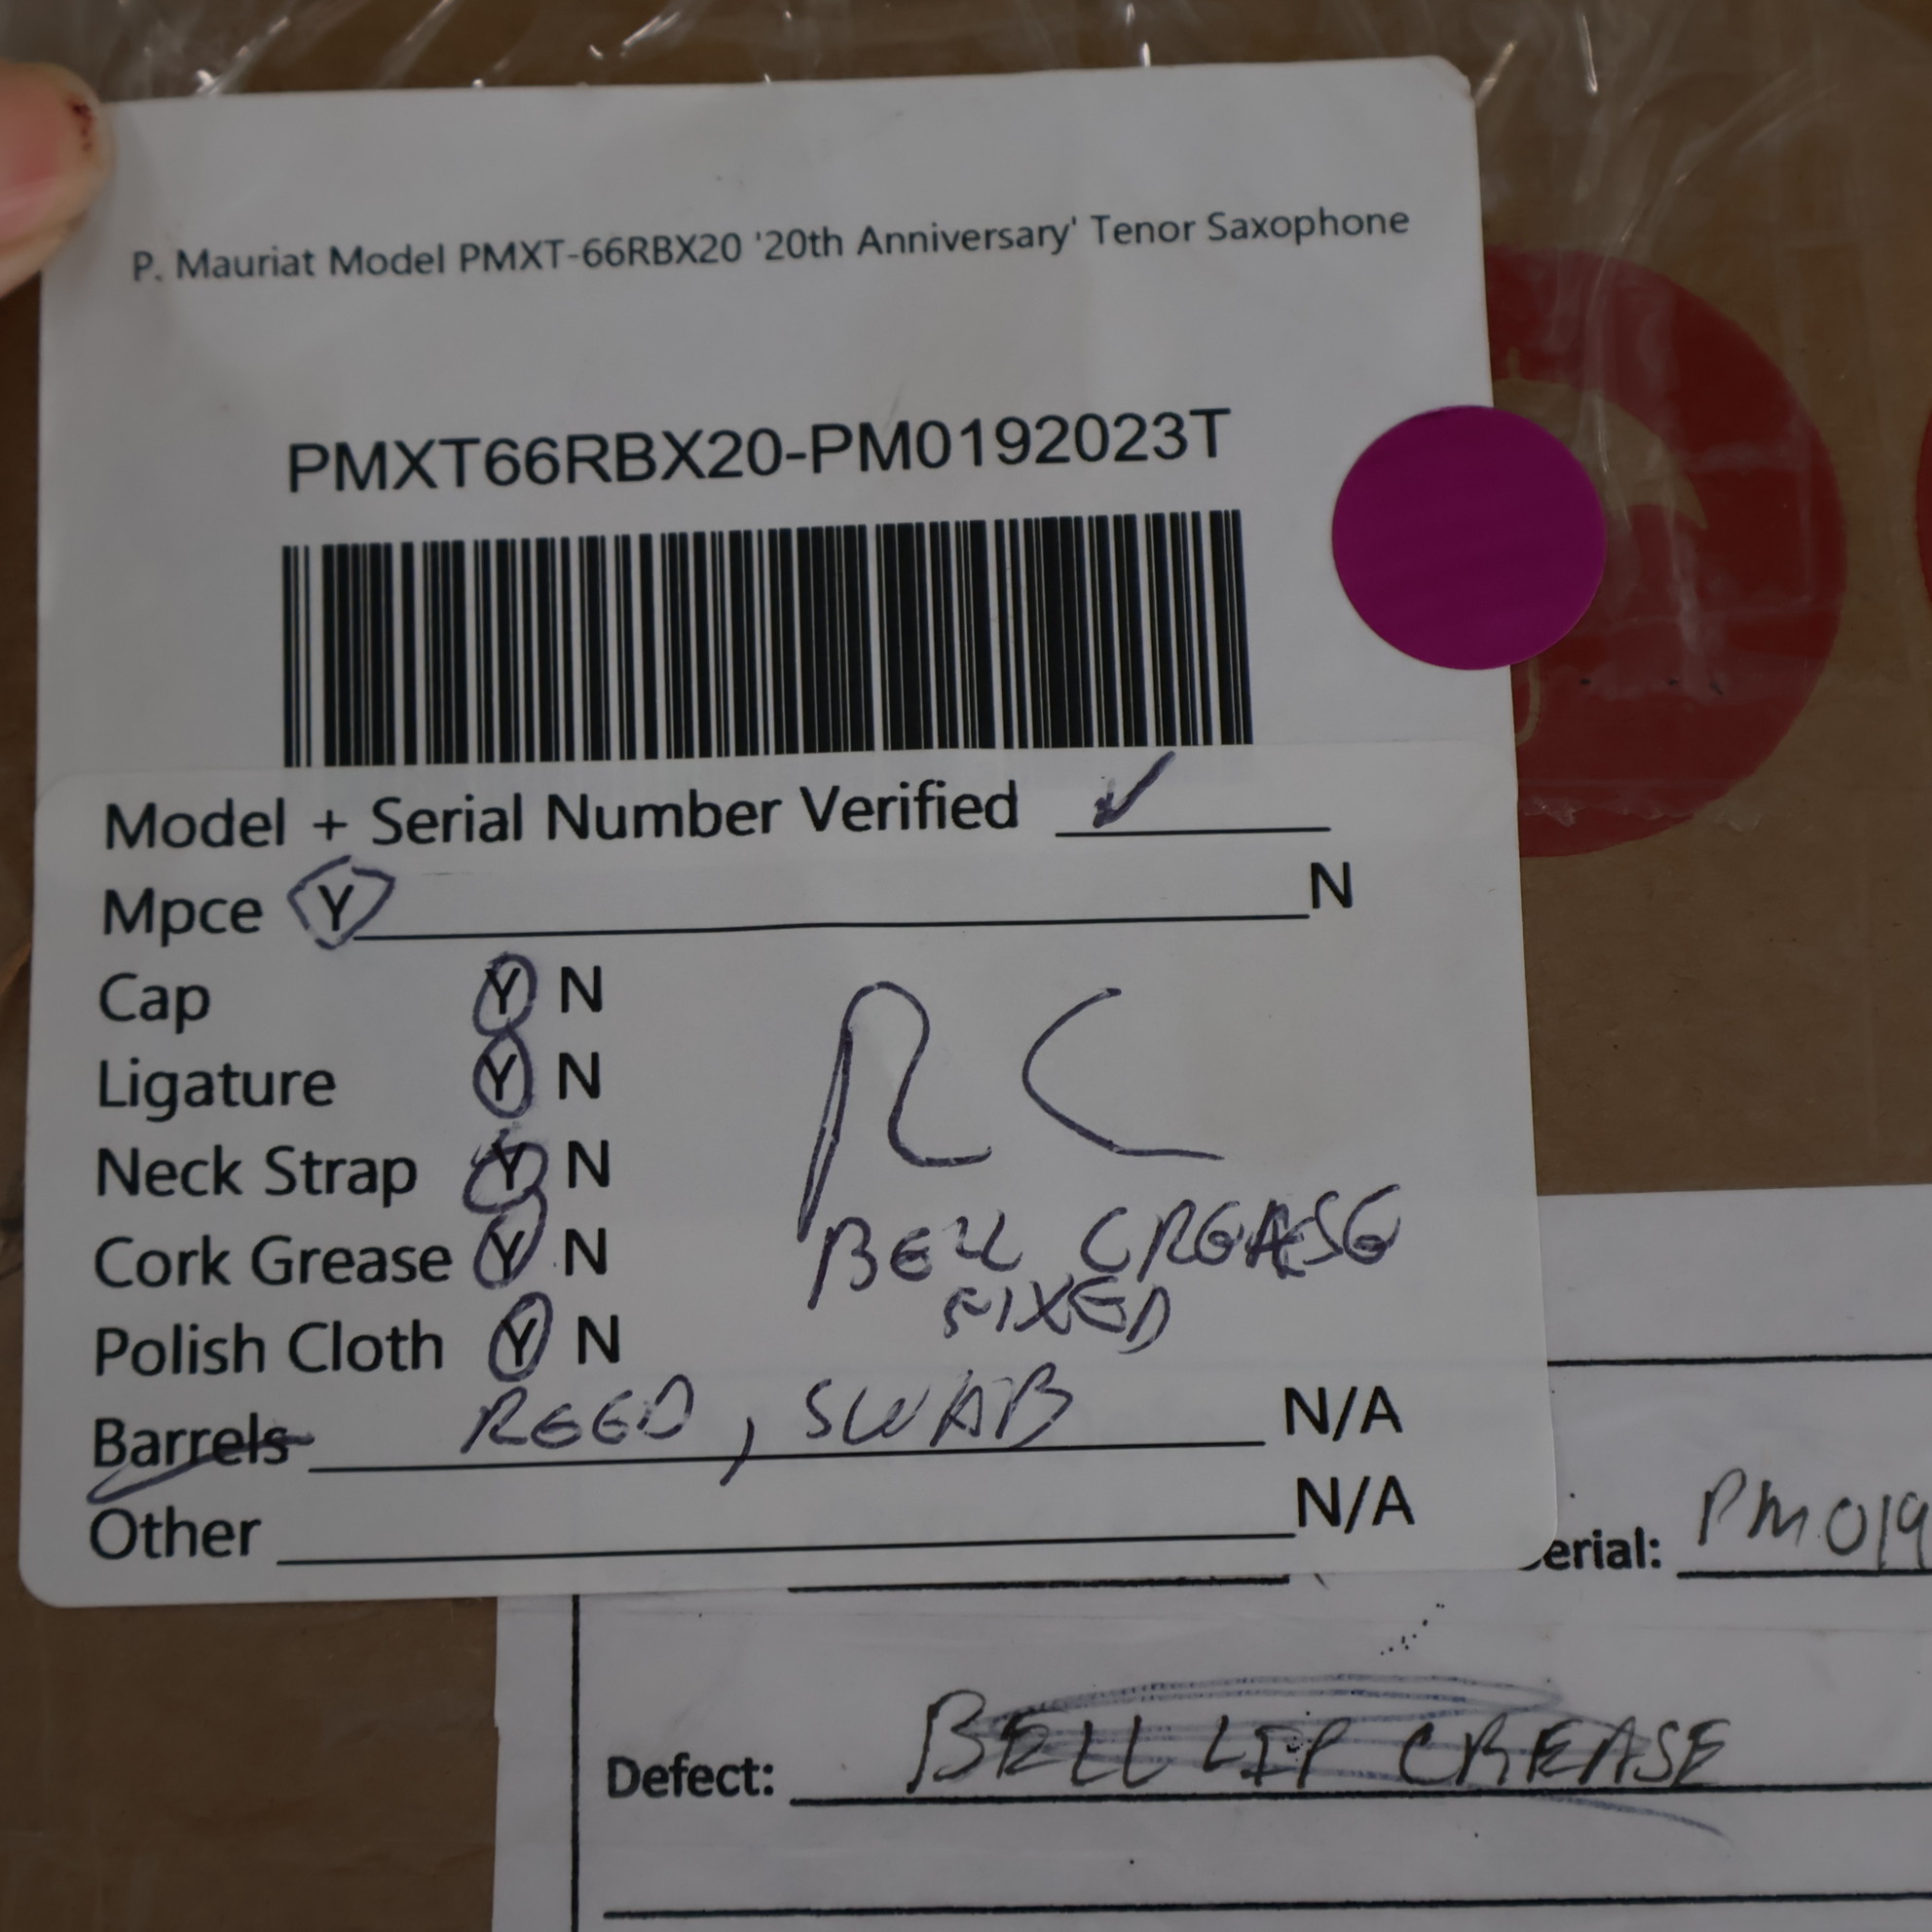 P. Mauriat Model PMXT-66RBX20 '20th Anniversary' Tenor Saxophone
PMXT66RBX20-PM0192023T
Model + Serial Number Verified ✓
Mpce Y N
Cap Y N
Ligature Y N
Neck Strap Y N
Cork Grease Y N
Polish Cloth Y N
RC
BELL CREASE
FIXED
Barrels REED, SWAB N/A
Other N/A
erial: PM019
Defect: BELL LIP CREASE